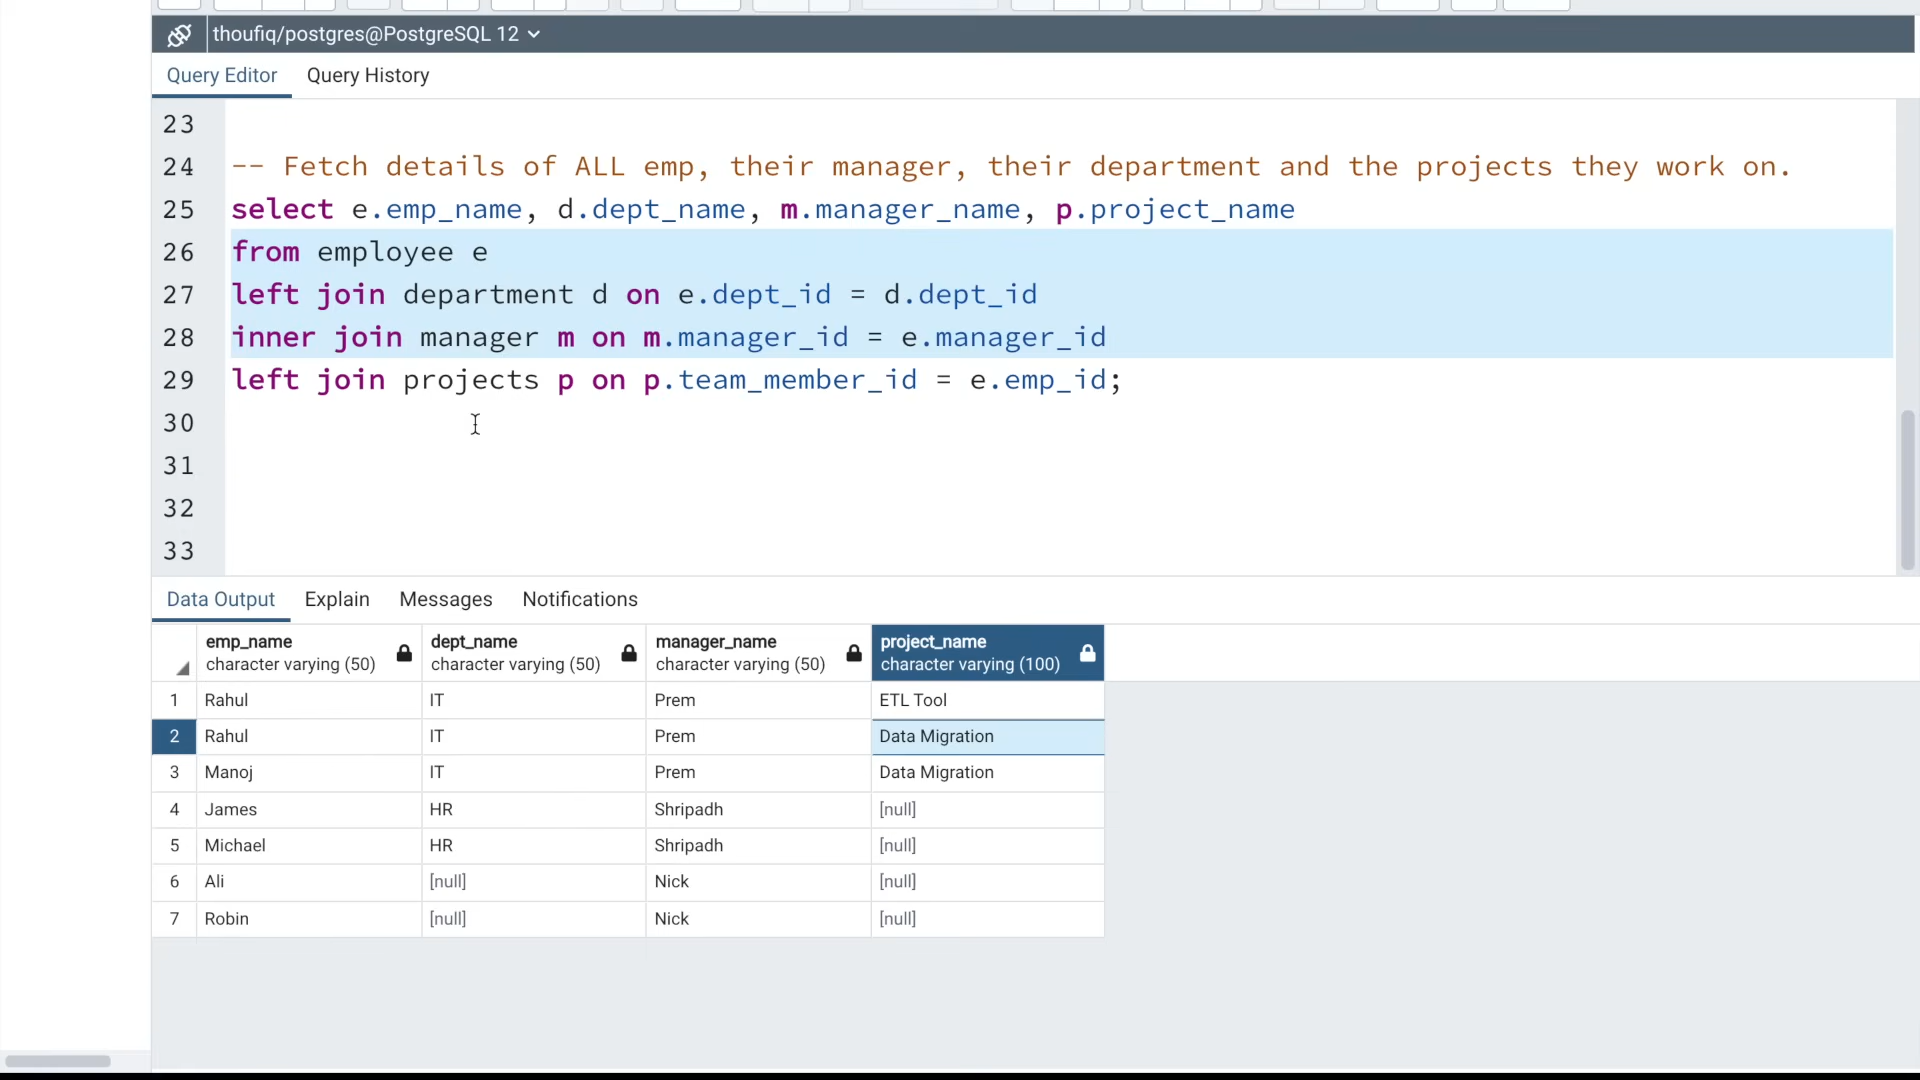 thoufiq/postgres@PostgreSQL 12
Query Editor Query History
23
24 -- Fetch details of ALL emp, their manager, their department and the projects they work on.
25 select e.emp_name, d.dept_name, m.manager_name, p.project_name
26 from employee e
27 left join department d on e.dept_id = d.dept_id
28 inner join manager m on m.manager_id = e.manager_id
29 left join projects p on p.team_member_id = e.emp_id;
30
31
32
33
Data Output Explain Messages Notifications
emp_name dept_name manager_name project_name
character varying (50) character varying (50) character varying (50) character varying (100)
1 Rahul IT Prem ETL Tool
2 Rahul IT Prem Data Migration
3 Manoj IT Prem Data Migration
4 James HR Shripadh [null]
5 Michael HR Shripadh [null]
6 Ali [null] Nick [null]
7 Robin [null] Nick [null]